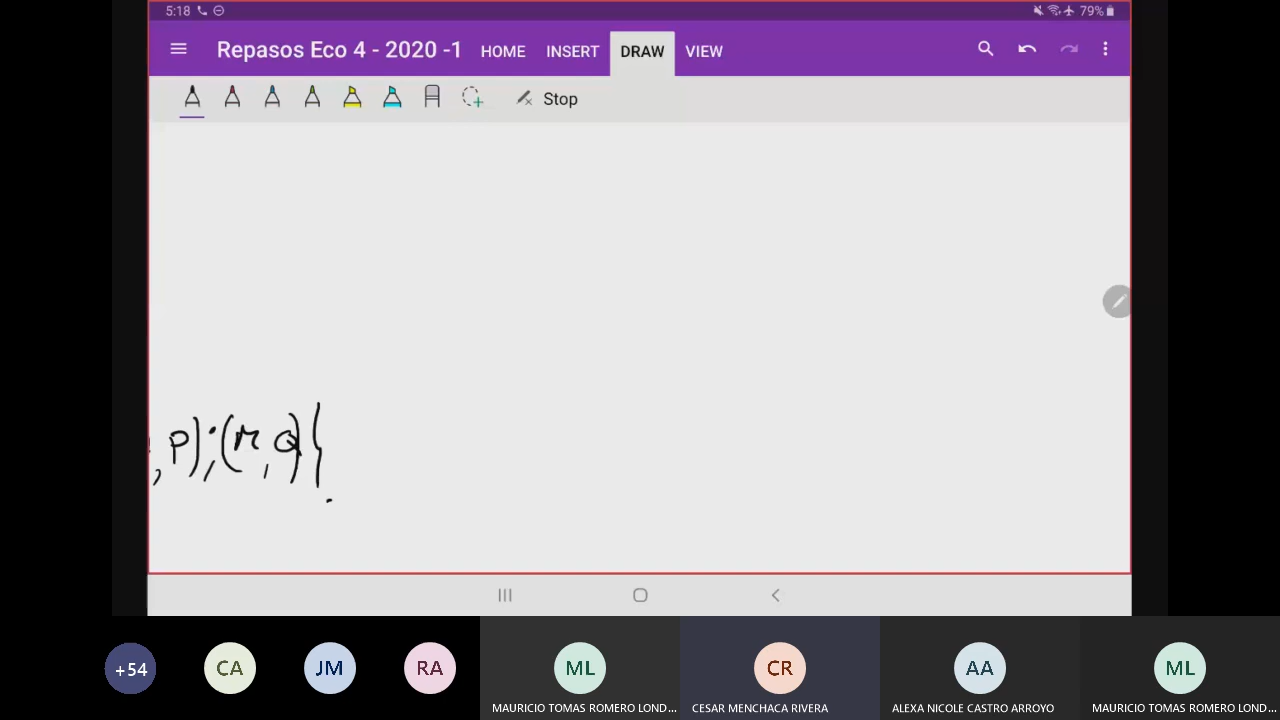 5:18 79%
Repasos Eco 4 - 2020 -1 HOME INSERT DRAW VIEW
Stop
, P);(M,Q)}.
+54 CA JM RA ML CR AA ML
MAURICIO TOMAS ROMERO LOND... CESAR MENCHACA RIVERA ALEXA NICOLE CASTRO ARROYO MAURICIO TOMAS ROMERO LOND...